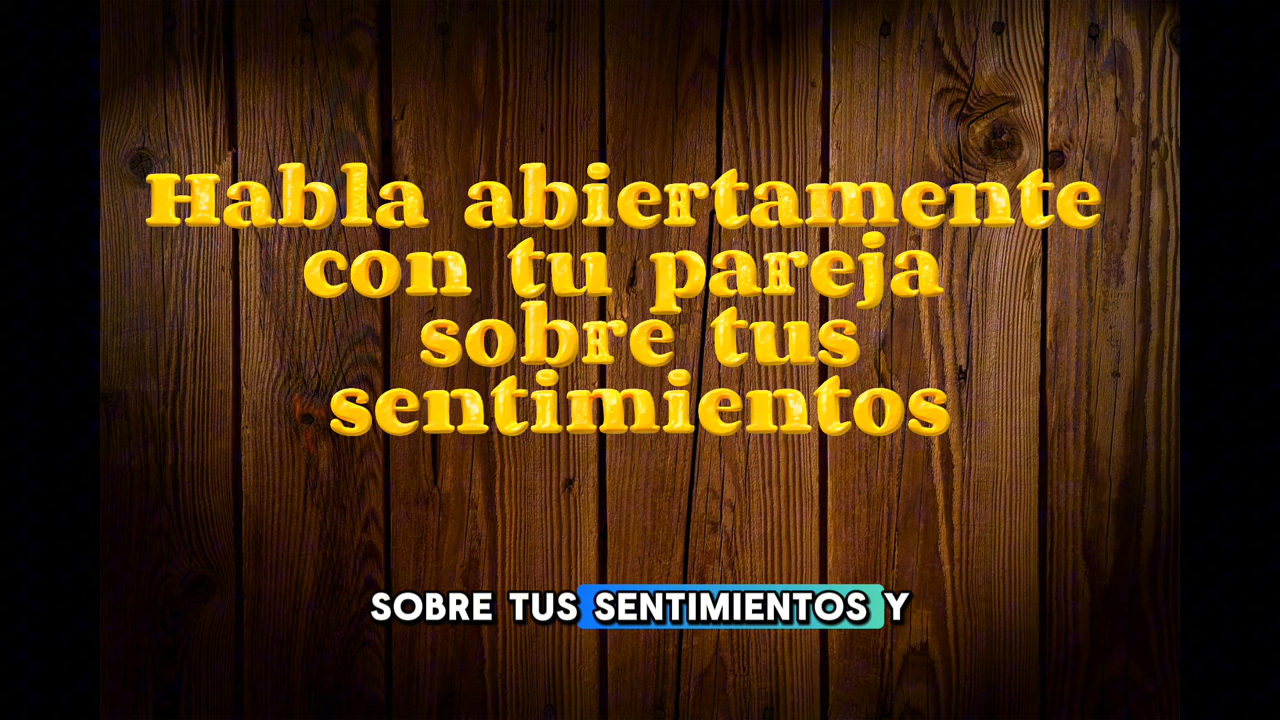 Habla abiertamente
con tu pareja
sobre tus
sentimientos
SOBRE TUS SENTIMIENTOS Y